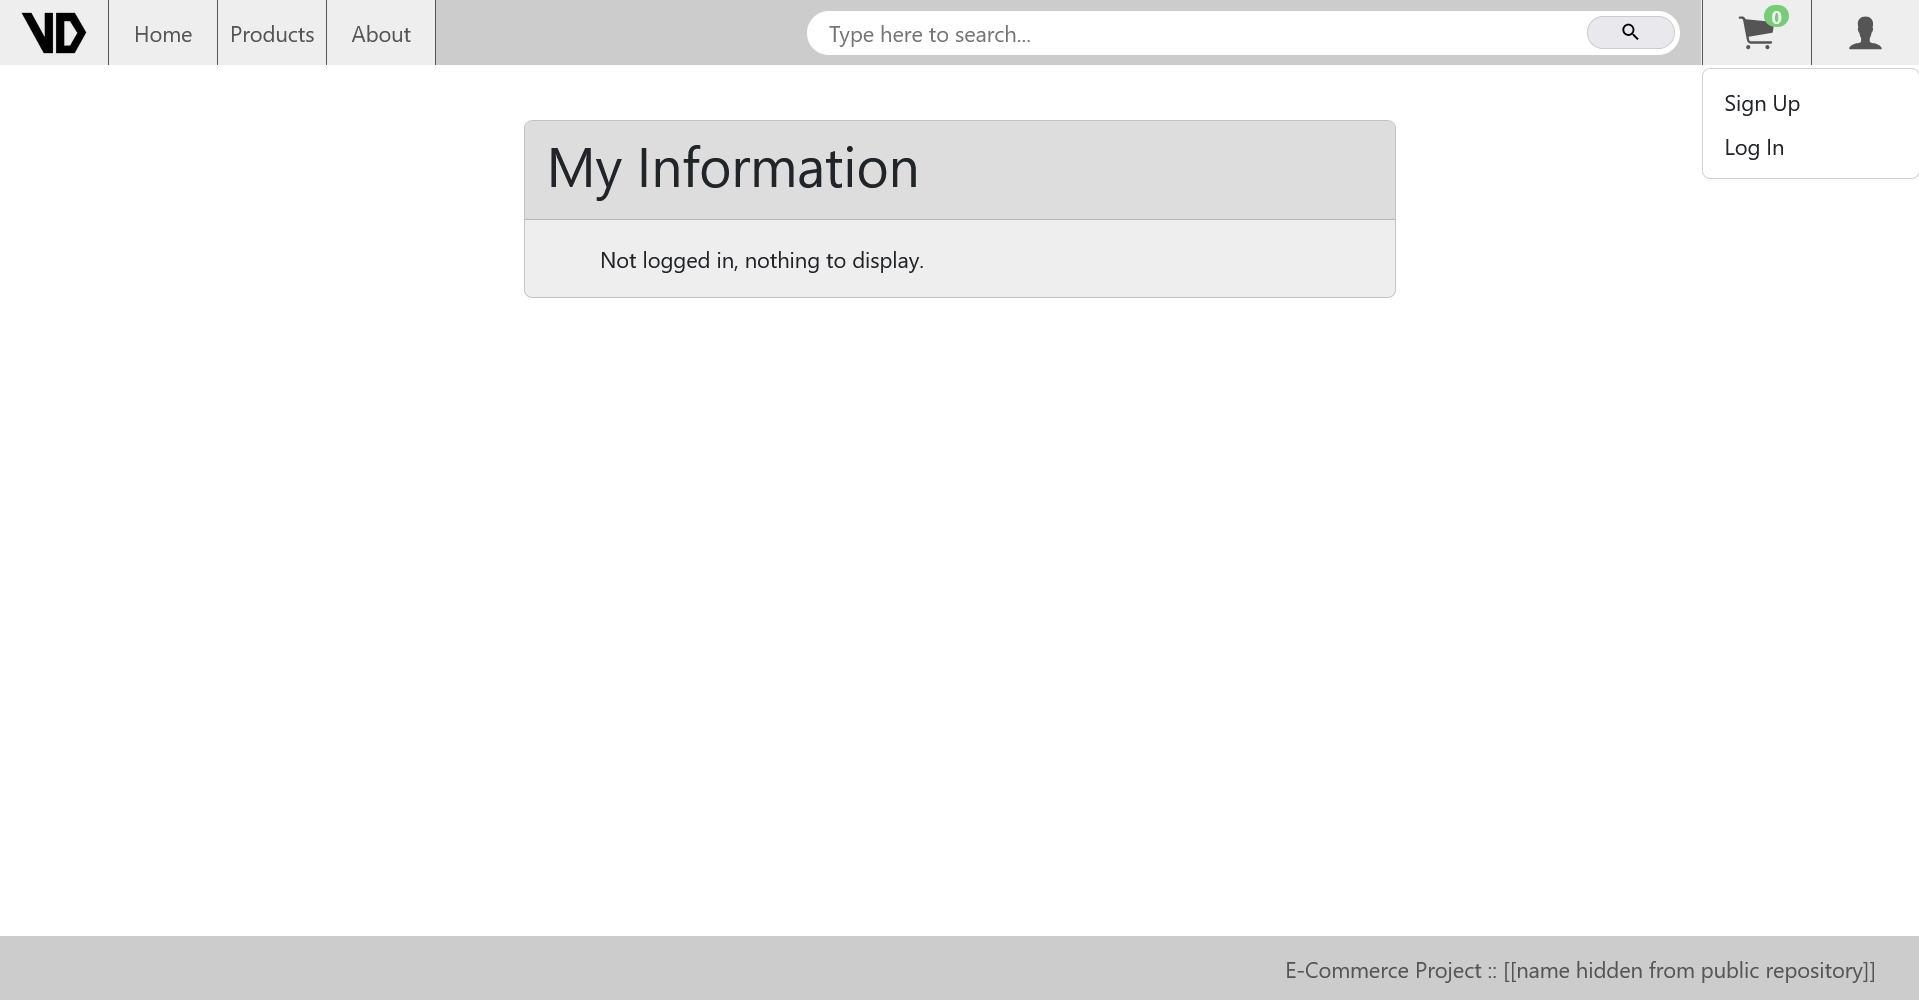 VD
Home
Products
About
Type here to search...
0
Sign Up
Log In
My Information
Not logged in, nothing to display.
E-Commerce Project :: [[name hidden from public repository]]